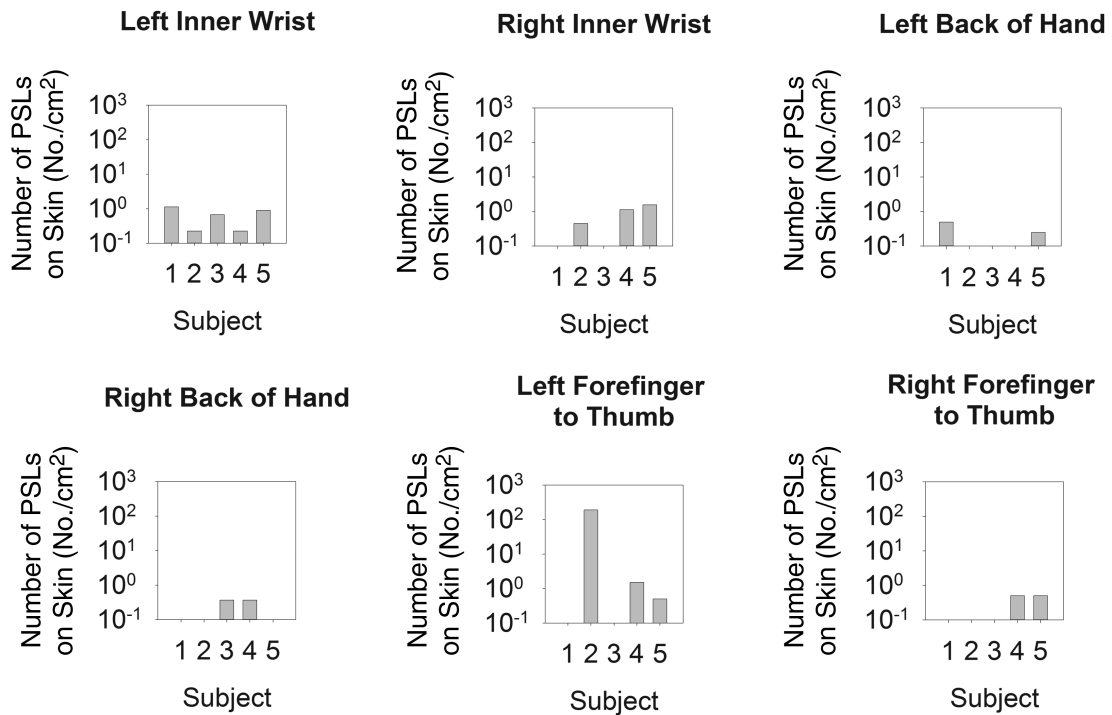 Left Inner Wrist
Number of PSLs
on Skin (No./cm²)
10³
10²
10¹
10⁰
10⁻¹
1 2 3 4 5
Subject
Right Inner Wrist
Number of PSLs
on Skin (No./cm²)
10³
10²
10¹
10⁰
10⁻¹
1 2 3 4 5
Subject
Left Back of Hand
Number of PSLs
on Skin (No./cm²)
10³
10²
10¹
10⁰
10⁻¹
1 2 3 4 5
Subject
Right Back of Hand
Number of PSLs
on Skin (No./cm²)
10³
10²
10¹
10⁰
10⁻¹
1 2 3 4 5
Subject
Left Forefinger
to Thumb
Number of PSLs
on Skin (No./cm²)
10³
10²
10¹
10⁰
10⁻¹
1 2 3 4 5
Subject
Right Forefinger
to Thumb
Number of PSLs
on Skin (No./cm²)
10³
10²
10¹
10⁰
10⁻¹
1 2 3 4 5
Subject